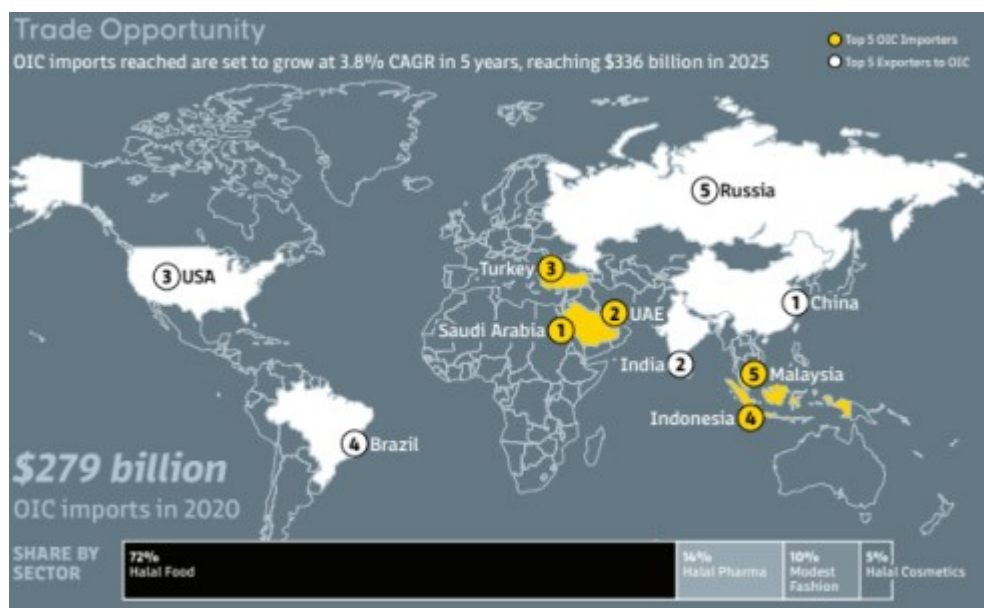 Trade Opportunity
OIC imports reached are set to grow at 3.8% CAGR in 5 years, reaching $336 billion in 2025
Top 5 OIC Importers
Top 5 Exporters to OIC
5 Russia
3 USA
Turkey 3
1 China
2 UAE
Saudi Arabia 1
India 2
5 Malaysia
Indonesia 4
4 Brazil
$279 billion
OIC imports in 2020
SHARE BY
SECTOR
72%
Halal Food
14%
Halal Pharma
10%
Modest
Fashion
5%
Halal Cosmetics